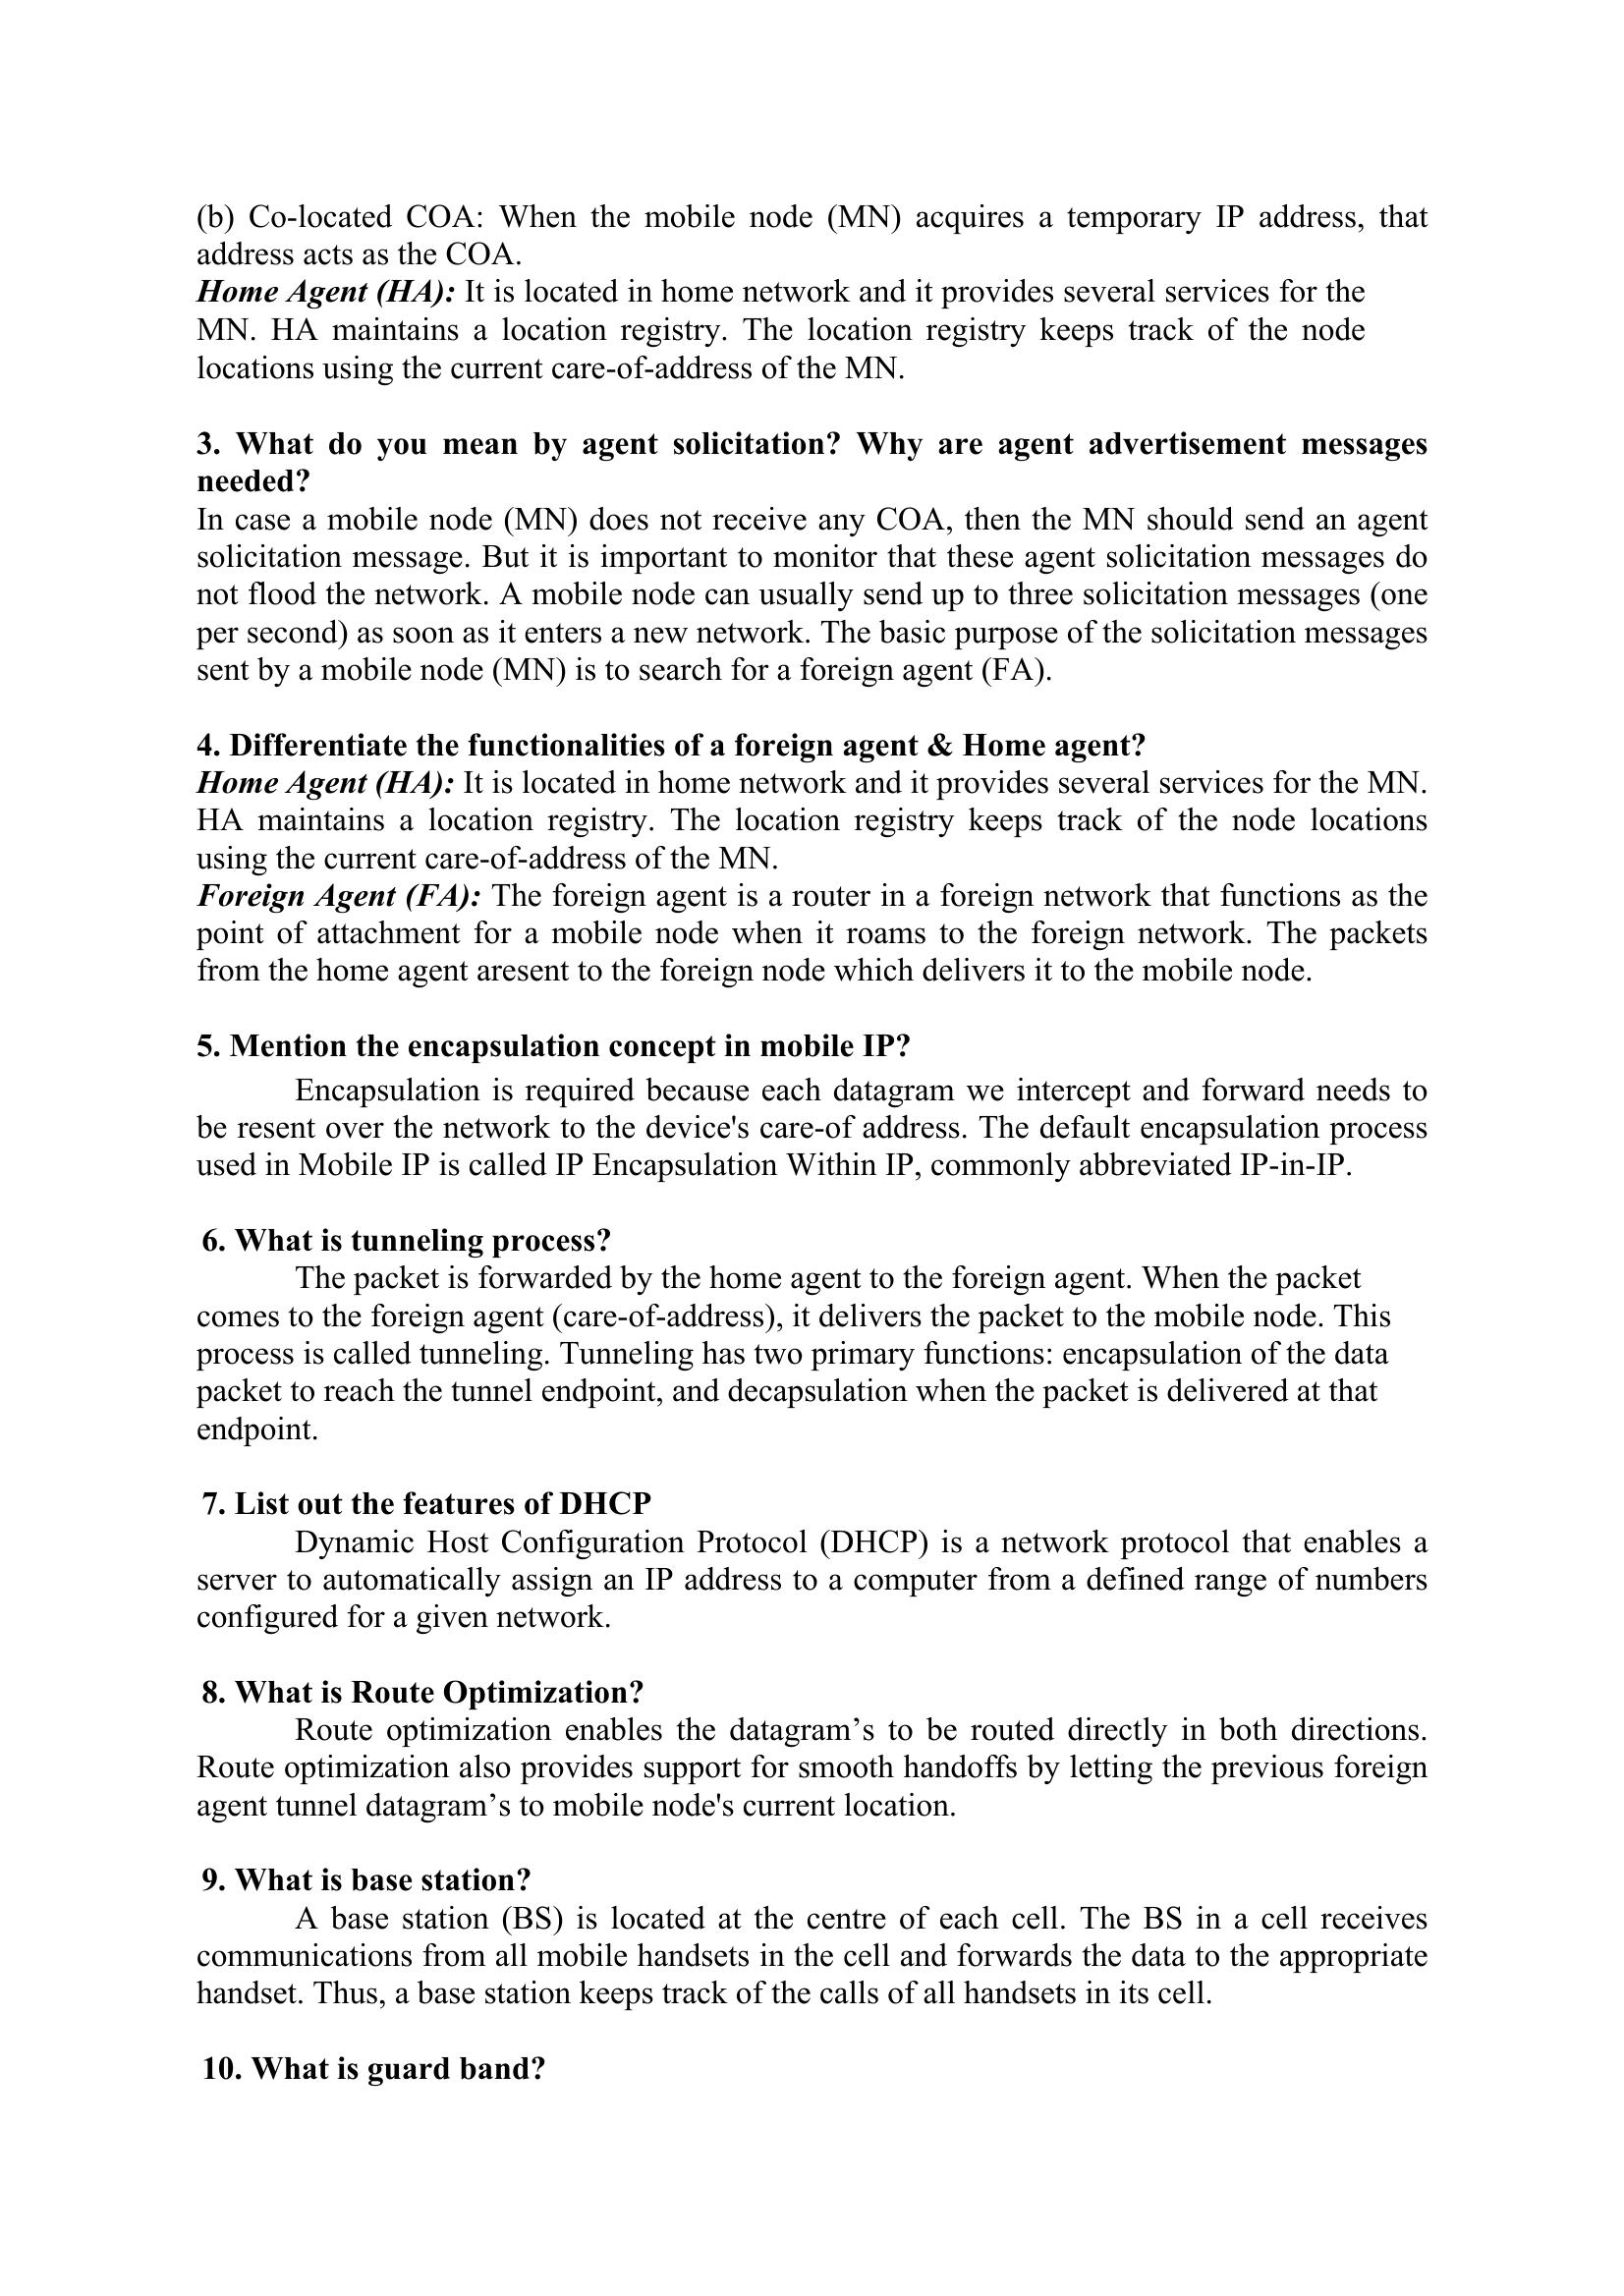 (b) Co-located COA: When the mobile node (MN) acquires a temporary IP address, that
address acts as the COA.
Home Agent (HA): It is located in home network and it provides several services for the
MN. HA maintains a location registry. The location registry keeps track of the node
locations using the current care-of-address of the MN.
3. What do you mean by agent solicitation? Why are agent advertisement messages
needed?
In case a mobile node (MN) does not receive any COA, then the MN should send an agent
solicitation message. But it is important to monitor that these agent solicitation messages do
not flood the network. A mobile node can usually send up to three solicitation messages (one
per second) as soon as it enters a new network. The basic purpose of the solicitation messages
sent by a mobile node (MN) is to search for a foreign agent (FA).
4. Differentiate the functionalities of a foreign agent & Home agent?
Home Agent (HA): It is located in home network and it provides several services for the MN.
HA maintains a location registry. The location registry keeps track of the node locations
using the current care-of-address of the MN.
Foreign Agent (FA): The foreign agent is a router in a foreign network that functions as the
point of attachment for a mobile node when it roams to the foreign network. The packets
from the home agent aresent to the foreign node which delivers it to the mobile node.
5. Mention the encapsulation concept in mobile IP?
Encapsulation is required because each datagram we intercept and forward needs to
be resent over the network to the device's care-of address. The default encapsulation process
used in Mobile IP is called IP Encapsulation Within IP, commonly abbreviated IP-in-IP.
6. What is tunneling process?
The packet is forwarded by the home agent to the foreign agent. When the packet
comes to the foreign agent (care-of-address), it delivers the packet to the mobile node. This
process is called tunneling. Tunneling has two primary functions: encapsulation of the data
packet to reach the tunnel endpoint, and decapsulation when the packet is delivered at that
endpoint.
7. List out the features of DHCP
Dynamic Host Configuration Protocol (DHCP) is a network protocol that enables a
server to automatically assign an IP address to a computer from a defined range of numbers
configured for a given network.
8. What is Route Optimization?
Route optimization enables the datagram’s to be routed directly in both directions.
Route optimization also provides support for smooth handoffs by letting the previous foreign
agent tunnel datagram’s to mobile node's current location.
9. What is base station?
A base station (BS) is located at the centre of each cell. The BS in a cell receives
communications from all mobile handsets in the cell and forwards the data to the appropriate
handset. Thus, a base station keeps track of the calls of all handsets in its cell.
10. What is guard band?